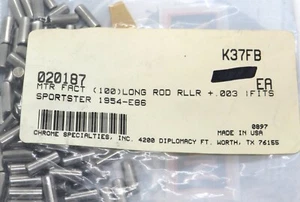 K37FB
020187
EA
MTR FACT (100)LONG ROD RLLR +.003 !FITS
SPORTSTER 1954-E86
0897
CHROME SPECIALTIES, INC. 4200 DIPLOMACY FT. WORTH, TX 76155
MADE IN USA